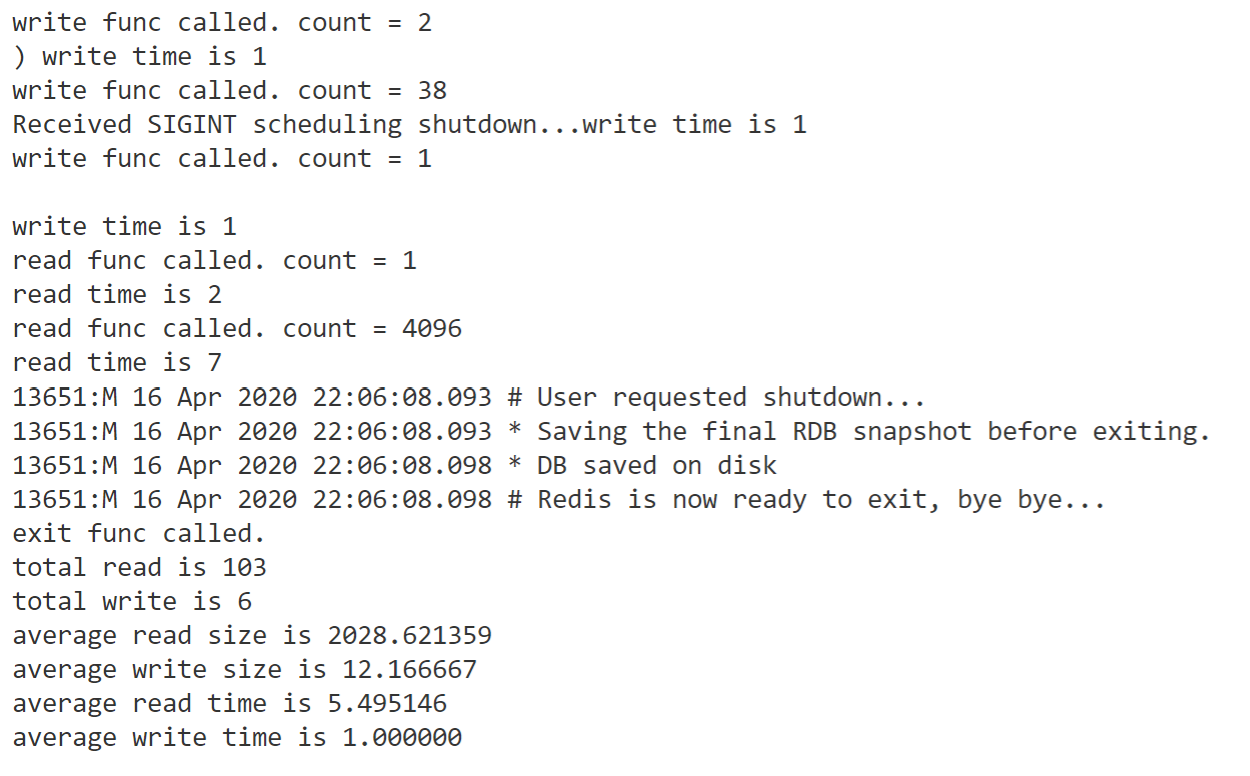 write func called. count = 2
) write time is 1
write func called. count = 38
Received SIGINT scheduling shutdown...write time is 1
write func called. count = 1
write time is 1
read func called. count = 1
read time is 2
read func called. count = 4096
read time is 7
13651:M 16 Apr 2020 22:06:08.093 # User requested shutdown...
13651:M 16 Apr 2020 22:06:08.093 * Saving the final RDB snapshot before exiting.
13651:M 16 Apr 2020 22:06:08.098 * DB saved on disk
13651:M 16 Apr 2020 22:06:08.098 # Redis is now ready to exit, bye bye...
exit func called.
total read is 103
total write is 6
average read size is 2028.621359
average write size is 12.166667
average read time is 5.495146
average write time is 1.000000